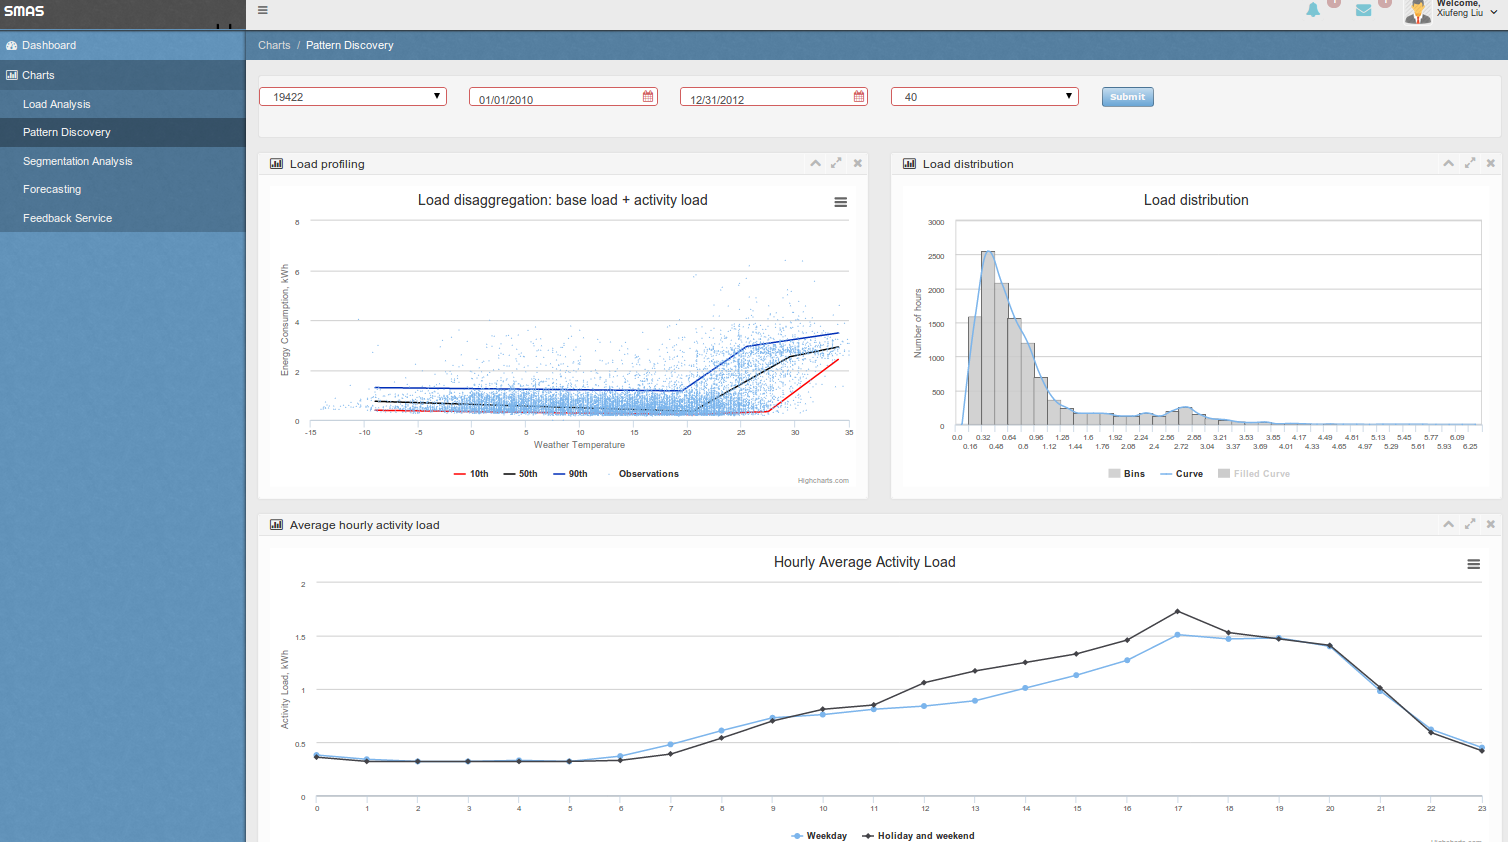 SMAS
Welcome,
Xiufeng Liu
Dashboard
Charts
Load Analysis
Pattern Discovery
Segmentation Analysis
Forecasting
Feedback Service
Charts / Pattern Discovery
19422
01/01/2010
12/31/2012
40
Submit
Load profiling
Load disaggregation: base load + activity load
Energy Consumption, kWh
8
6
4
2
0
-15 -10 -5 0 5 10 15 20 25 30 35
Weather Temperature
10th 50th 90th Observations
Highcharts.com
Load distribution
Load distribution
Number of hours
3000
2500
2000
1500
1000
500
0
0.0 0.32 0.64 0.96 1.28 1.6 1.92 2.24 2.56 2.88 3.21 3.53 3.85 4.17 4.49 4.81 5.13 5.45 5.77 6.09
0.16 0.48 0.8 1.12 1.44 1.76 2.08 2.4 2.72 3.04 3.37 3.69 4.01 4.33 4.65 4.97 5.29 5.61 5.93 6.25
Bins Curve Filled Curve
Average hourly activity load
Hourly Average Activity Load
Activity Load, kWh
2
1.5
1
0.5
0
0 1 2 3 4 5 6 7 8 9 10 11 12 13 14 15 16 17 18 19 20 21 22 23
Weekday Holiday and weekend